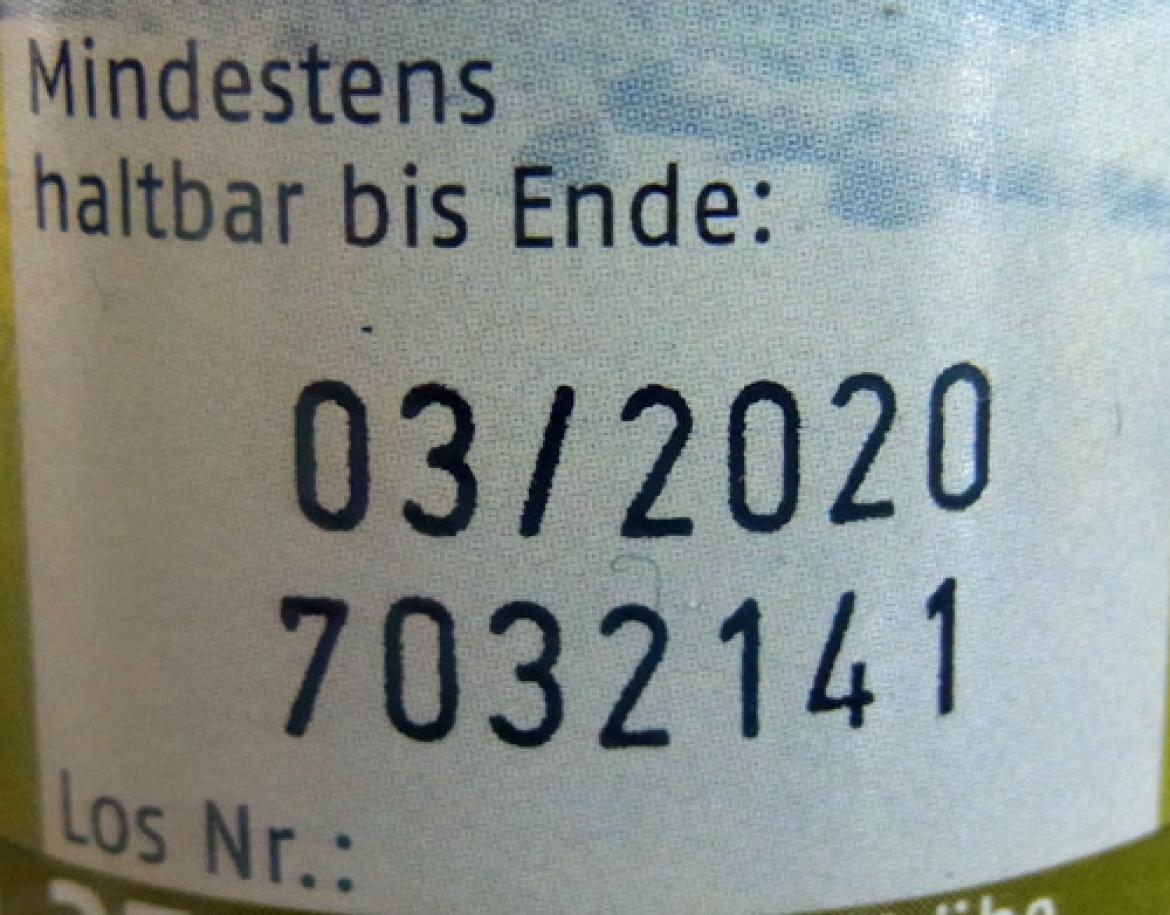 Mindestens
haltbar bis Ende:
03/2020
7032141
Los Nr.: